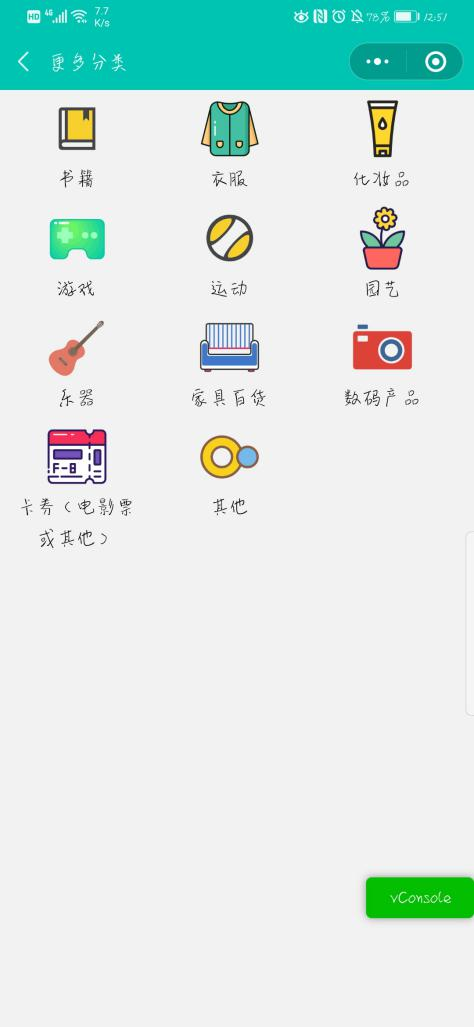 HD 4G 7.7 K/s 78% 12:51
更多分类
书籍 衣服 化妆品
游戏 运动 园艺
乐器 家具百货 数码产品
F-8
卡券（电影票或其他） 其他
vConsole